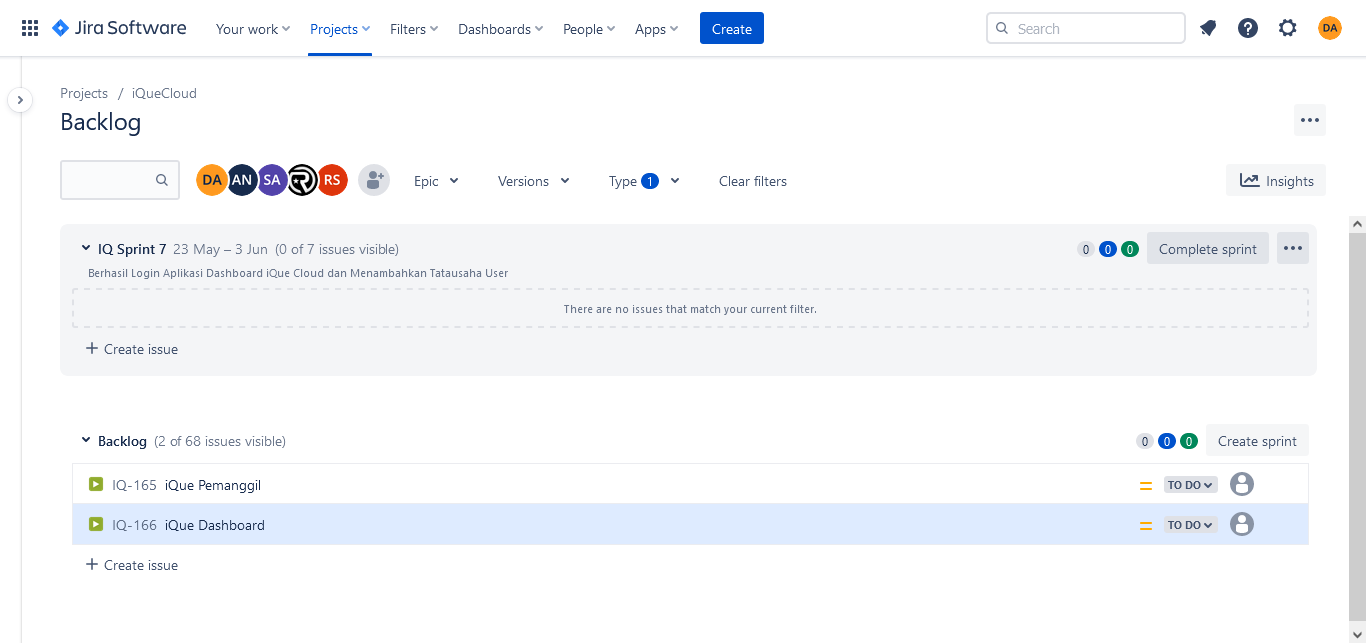 Jira Software Your work Projects Filters Dashboards People Apps Create Search DA
Projects / iQueCloud
Backlog
DA AN SA R RS Epic Versions Type 1 Clear filters Insights
IQ Sprint 7 23 May – 3 Jun (0 of 7 issues visible) 0 0 0 Complete sprint
Berhasil Login Aplikasi Dashboard iQue Cloud dan Menambahkan Tatausaha User
There are no issues that match your current filter.
+ Create issue
Backlog (2 of 68 issues visible) 0 0 0 Create sprint
IQ-165 iQue Pemanggil TO DO
IQ-166 iQue Dashboard TO DO
+ Create issue